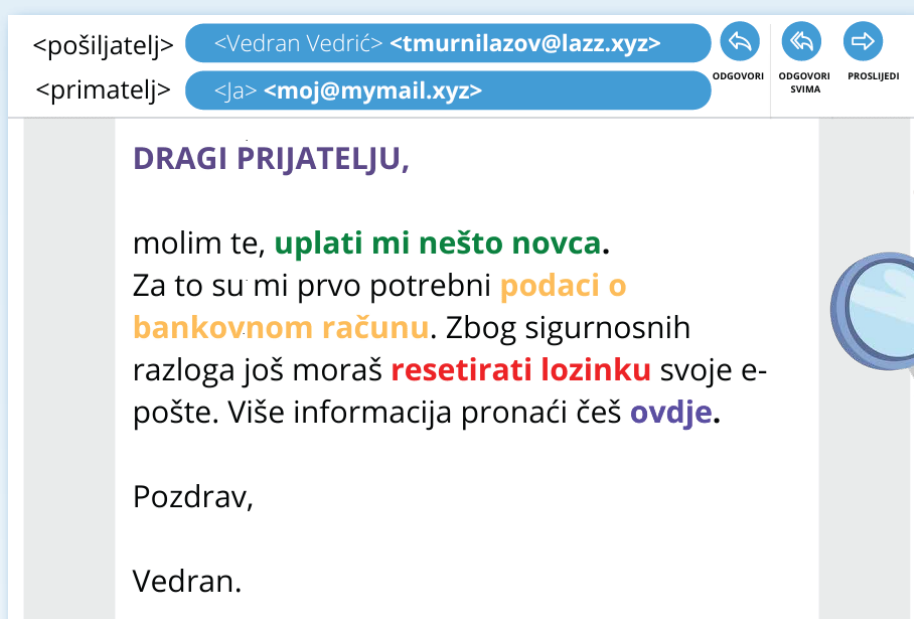 <pošiljatelj> <Vedran Vedrić> <tmurnilazov@lazz.xyz>
<primatelj> <Ja> <moj@mymail.xyz>
ODGOVORI
ODGOVORI
SVIMA
PROSLIJEDI
DRAGI PRIJATELJU,
molim te, uplati mi nešto novca.
Za to su mi prvo potrebni podaci o
bankovnom računu. Zbog sigurnosnih
razloga još moraš resetirati lozinku svoje e-
pošte. Više informacija pronaći češ ovdje.
Pozdrav,
Vedran.